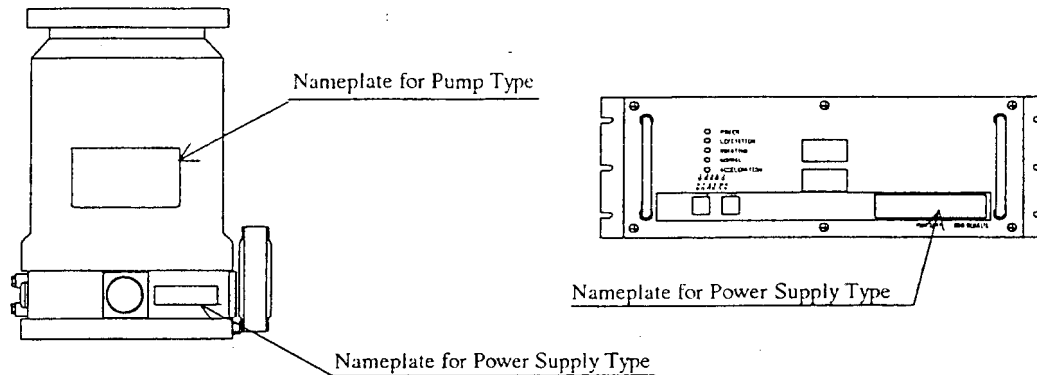 Nameplate for Pump Type
POWER
LEVITATION
ROTATING
NORMAL
ACCELERATION
Nameplate for Power Supply Type
Nameplate for Power Supply Type